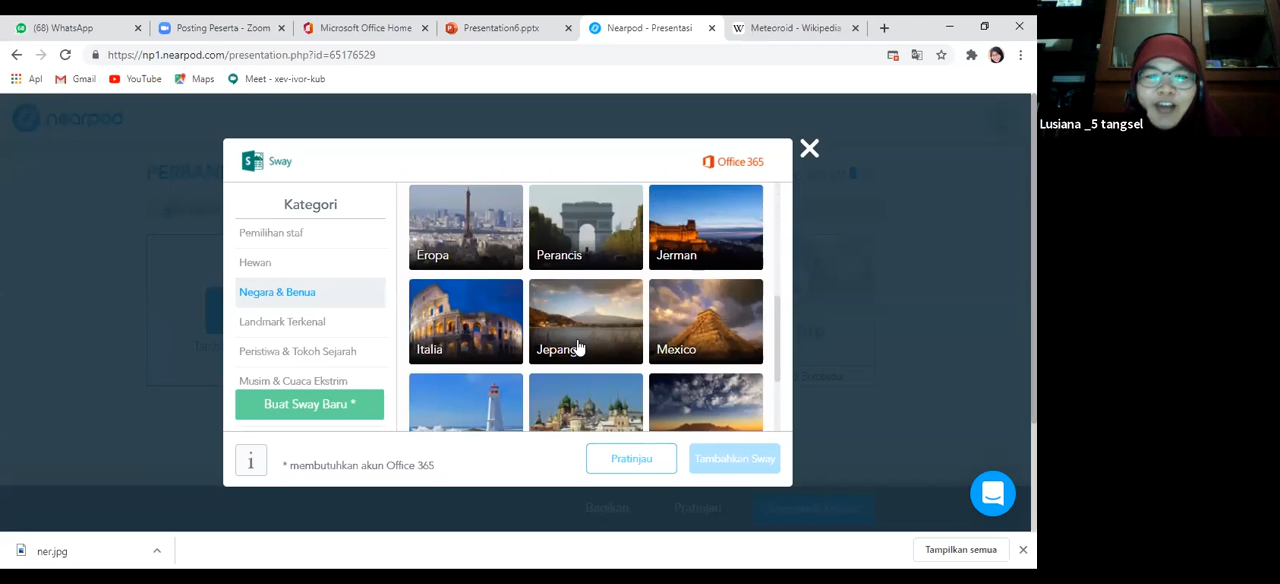 (68) WhatsApp
Posting Peserta - Zoom
Microsoft Office Home
Presentation6.pptx
Nearpod - Presentasi
Meteoroid - Wikipedia
https://np1.nearpod.com/presentation.php?id=65176529
Apl
Gmail
YouTube
Maps
Meet - xev-ivor-kub
Lusiana _5 tangsel
nearpod
Sway
Office 365
Kategori
Pemilihan staf
Hewan
Negara & Benua
Landmark Terkenal
Peristiwa & Tokoh Sejarah
Musim & Cuaca Ekstrim
Buat Sway Baru *
Eropa
Perancis
Jerman
Italia
Jepang
Mexico
i
* membutuhkan akun Office 365
Pratinjau
Tambahkan Sway
Bagikan
Pratinjau
ner.jpg
Tampilkan semua